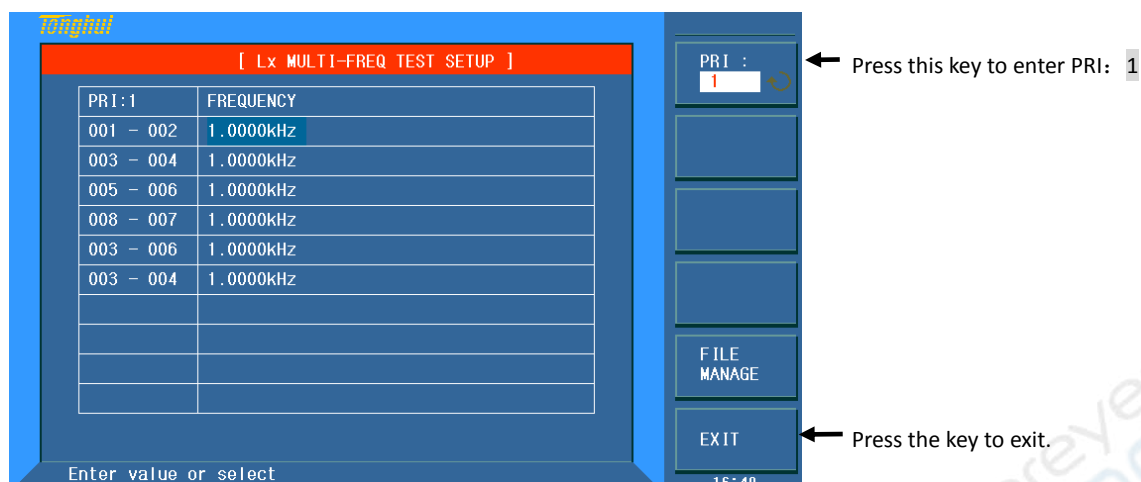 Tonghui
[ Lx MULTI-FREQ TEST SETUP ]
PRI:1 FREQUENCY
001 - 002 1.0000kHz
003 - 004 1.0000kHz
005 - 006 1.0000kHz
008 - 007 1.0000kHz
003 - 006 1.0000kHz
003 - 004 1.0000kHz
Enter value or select
PRI :
1
FILE
MANAGE
EXIT
16:48
Press this key to enter PRI: 1
Press the key to exit.